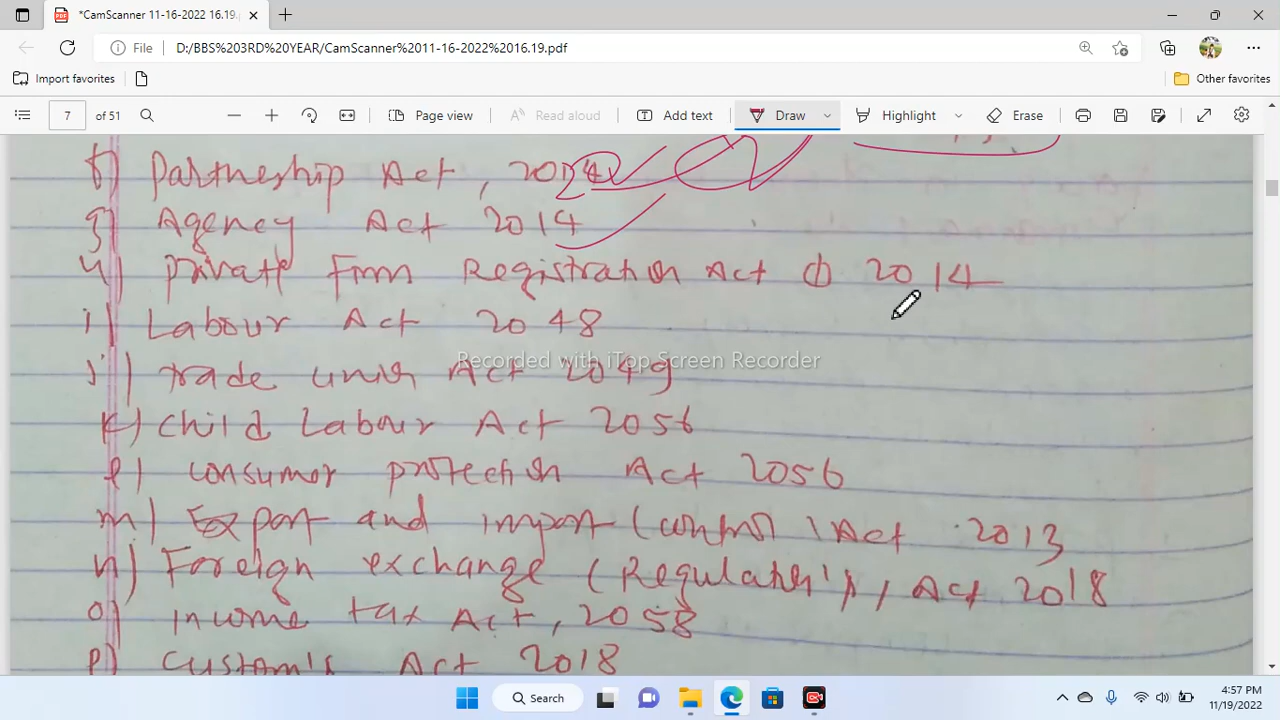 *CamScanner 11-16-2022 16.19.p
File D:/BBS%203RD%20YEAR/CamScanner%2011-16-2022%2016.19.pdf
Import favorites Other favorites
7 of 51 Page view Read aloud Add text Draw Highlight Erase
f) Partneship Act,
g) Agency Act 2014
h) Private Firm Registration Act 2014
i) Labour Act 2048
Recorded with iTop Screen Recorder
j) trade union Act 2049
k) Child Labour Act 2056
l) consumer protection Act 2056
m) Export and import (control) Act 2013
n) Foreign exchange (Regulation), Act 2018
o) income tax Act, 2058
p) Custom's Act 2018
Search 4:57 PM
11/19/2022